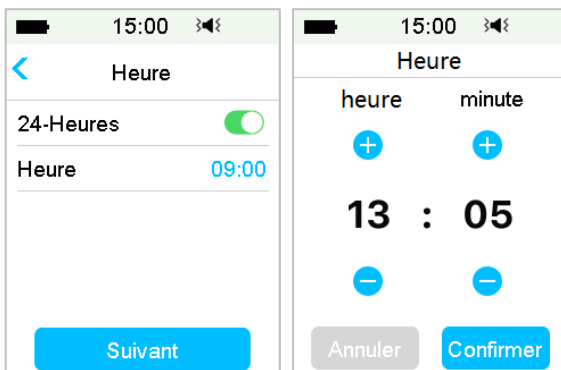 15:00
Heure
24-Heures
Heure 09:00
Suivant
15:00
Heure
heure minute
13 : 05
Annuler Confirmer